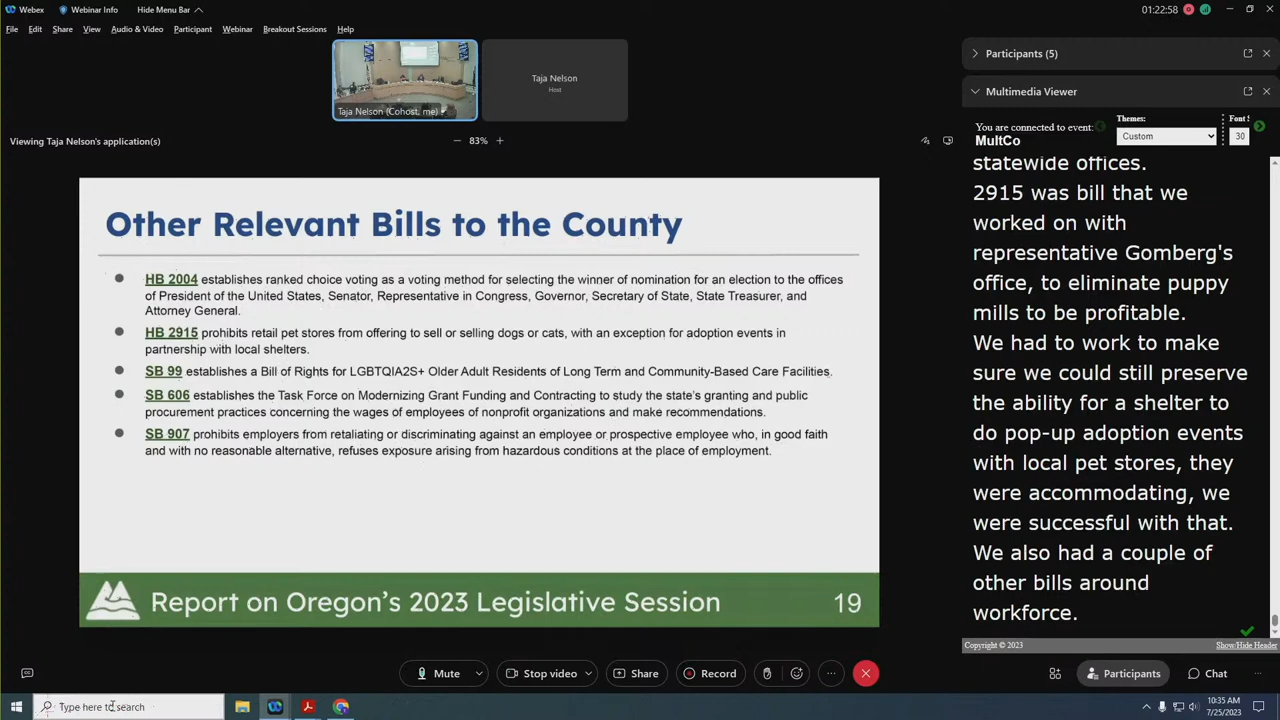 Webex
Webinar Info
Hide Menu Bar
01:22:58
File Edit Share View Audio & Video Participant Webinar Breakout Sessions Help
Taja Nelson (Cohost, me)
Taja Nelson
Host
Viewing Taja Nelson's application(s)
83%
Other Relevant Bills to the County
HB 2004 establishes ranked choice voting as a voting method for selecting the winner of nomination for an election to the offices
of President of the United States, Senator, Representative in Congress, Governor, Secretary of State, State Treasurer, and
Attorney General.
HB 2915 prohibits retail pet stores from offering to sell or selling dogs or cats, with an exception for adoption events in
partnership with local shelters.
SB 99 establishes a Bill of Rights for LGBTQIA2S+ Older Adult Residents of Long Term and Community-Based Care Facilities.
SB 606 establishes the Task Force on Modernizing Grant Funding and Contracting to study the state's granting and public
procurement practices concerning the wages of employees of nonprofit organizations and make recommendations.
SB 907 prohibits employers from retaliating or discriminating against an employee or prospective employee who, in good faith
and with no reasonable alternative, refuses exposure arising from hazardous conditions at the place of employment.
Report on Oregon's 2023 Legislative Session
19
Participants (5)
Multimedia Viewer
You are connected to event:
MultCo
Themes:
Custom
Font
30
statewide offices.
2915 was bill that we
worked on with
representative Gomberg's
office, to eliminate puppy
mills to be profitable.
We had to work to make
sure we could still preserve
the ability for a shelter to
do pop-up adoption events
with local pet stores, they
were accommodating, we
were successful with that.
We also had a couple of
other bills around
workforce.
Copyright © 2023
Show/Hide Header
Mute
Stop video
Share
Record
Participants
Chat
Type here to search
10:35 AM
7/25/2023